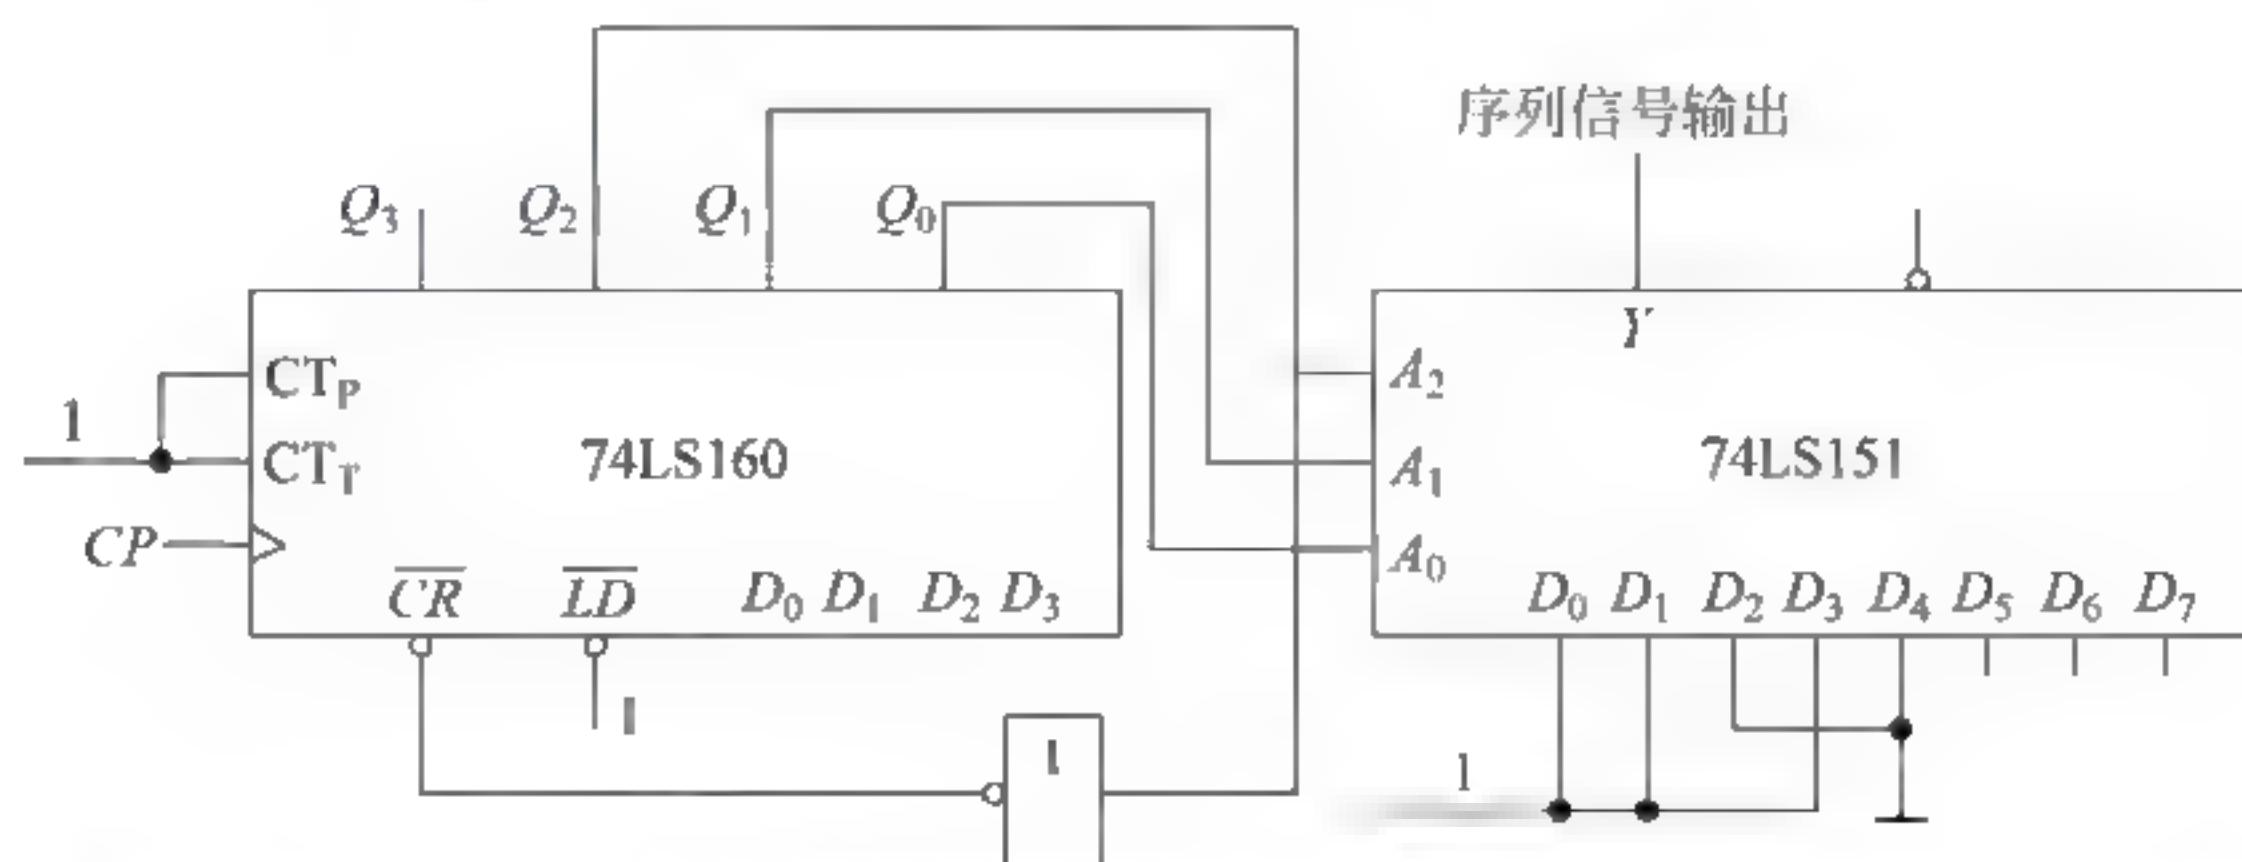 序列信号输出
Q3 Q2 Q1 Q0
Y
CTP
A2
1
CTT
74LS160
A1
74LS151
CP
A0
CR LD D0 D1 D2 D3
D0 D1 D2 D3 D4 D5 D6 D7
1
1
1